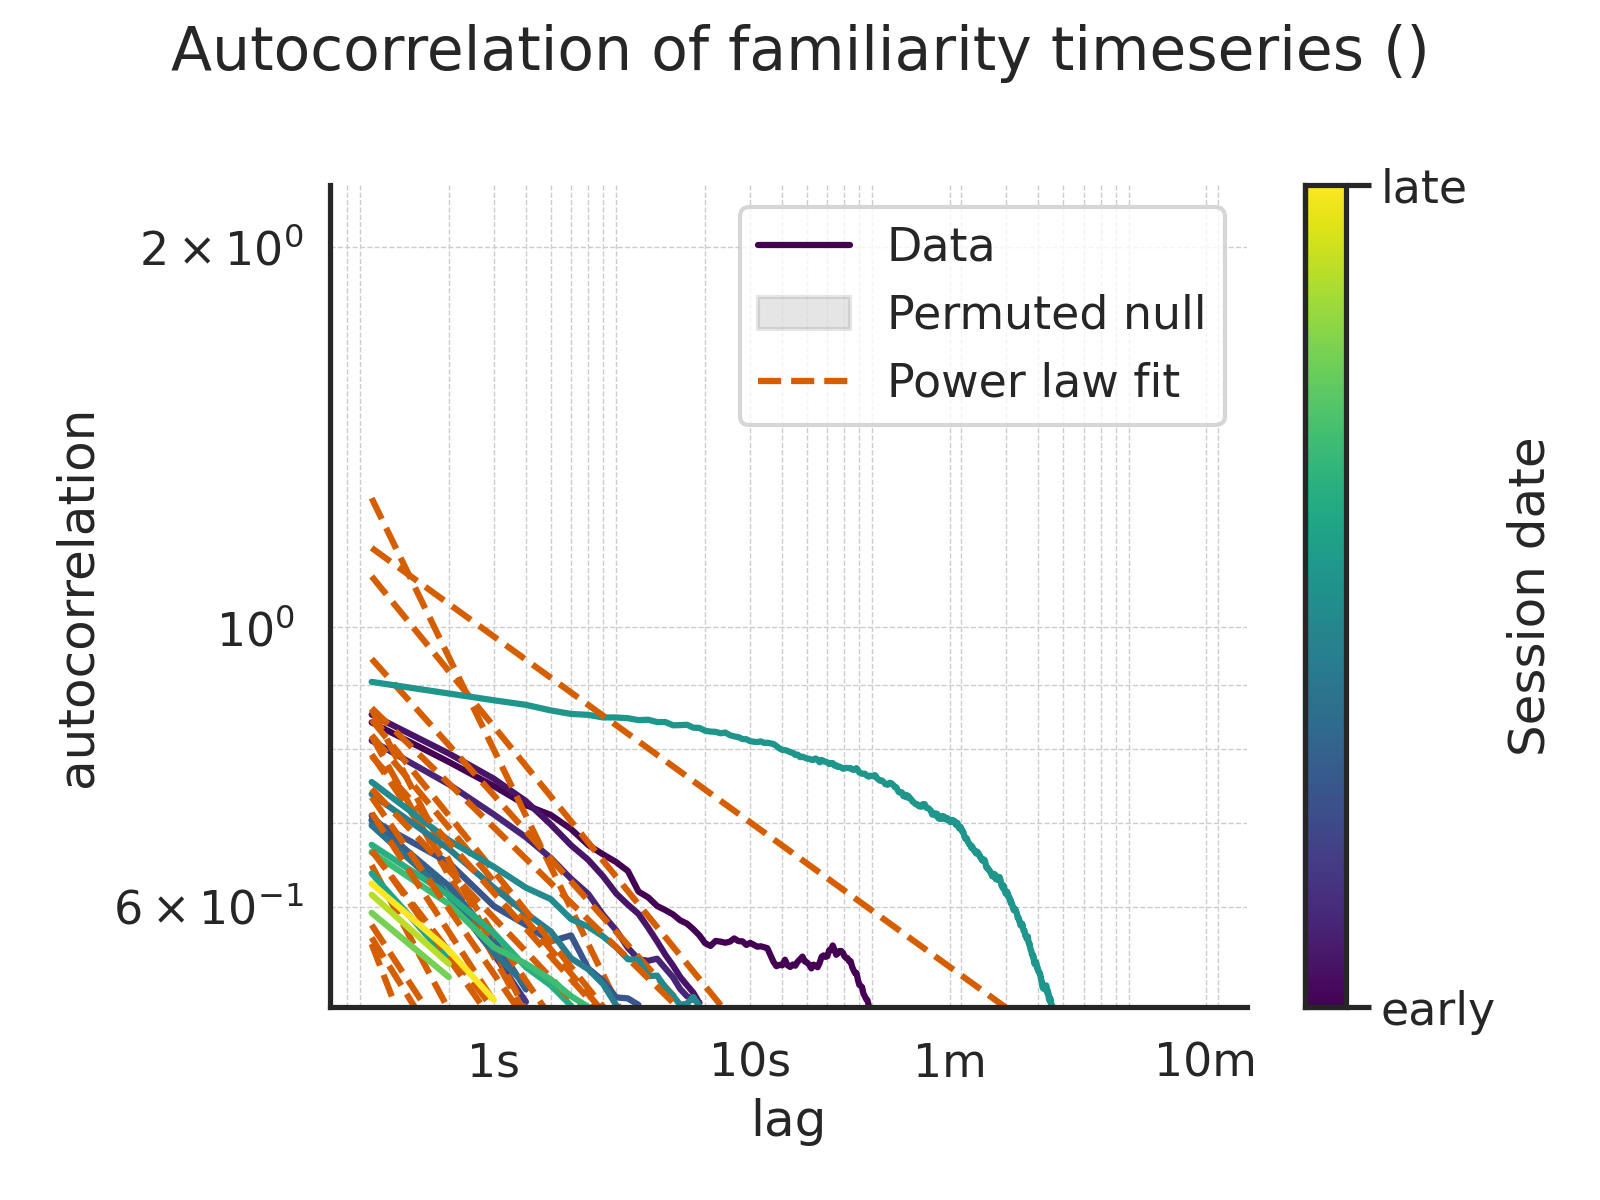 Autocorrelation of familiarity timeseries ()
late
2 × 10⁰
Data
Permuted null
Power law fit
autocorrelation
10⁰
Session date
6 × 10⁻¹
early
1s
10s
1m
10m
lag